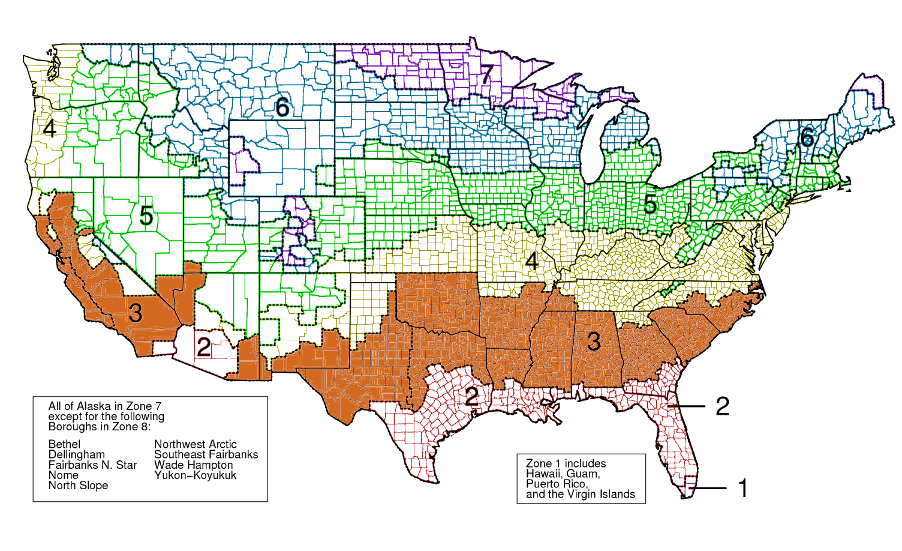 7
6
6
4
5
5
4
3
3
2
2
2
1
All of Alaska in Zone 7
except for the following
Boroughs in Zone 8:
Bethel
Dellingham
Fairbanks N. Star
Nome
North Slope
Northwest Arctic
Southeast Fairbanks
Wade Hampton
Yukon−Koyukuk
Zone 1 includes
Hawaii, Guam,
Puerto Rico,
and the Virgin Islands